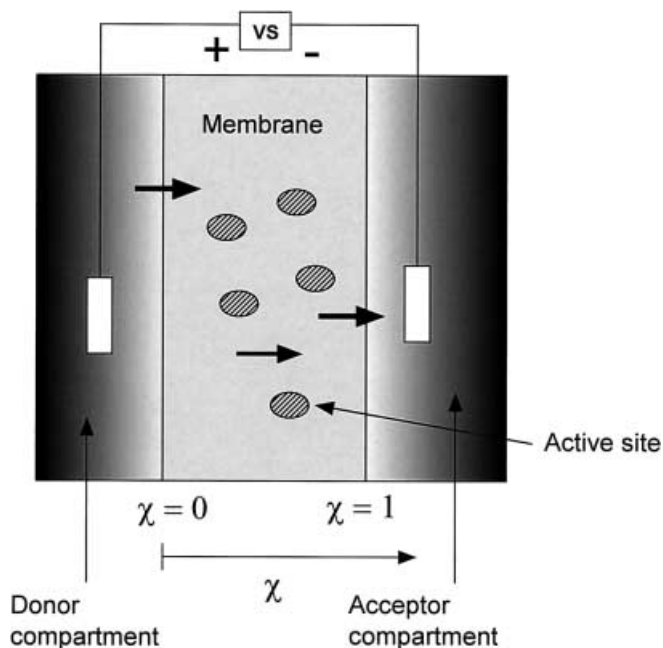 vs
+ -
Membrane
Active site
χ = 0 χ = 1
χ
Donor Acceptor
compartment compartment